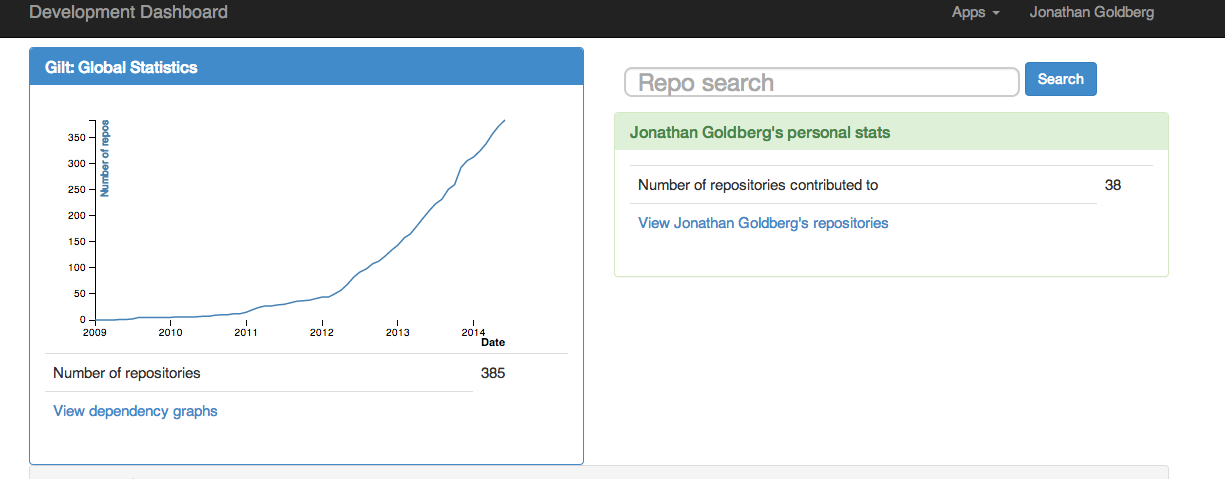 Development Dashboard
Apps
Jonathan Goldberg
Gilt: Global Statistics
Number of repos
350
300
250
200
150
100
50
0
2009 2010 2011 2012 2013 2014
Date
Number of repositories 385
View dependency graphs
Repo search
Search
Jonathan Goldberg's personal stats
Number of repositories contributed to 38
View Jonathan Goldberg's repositories